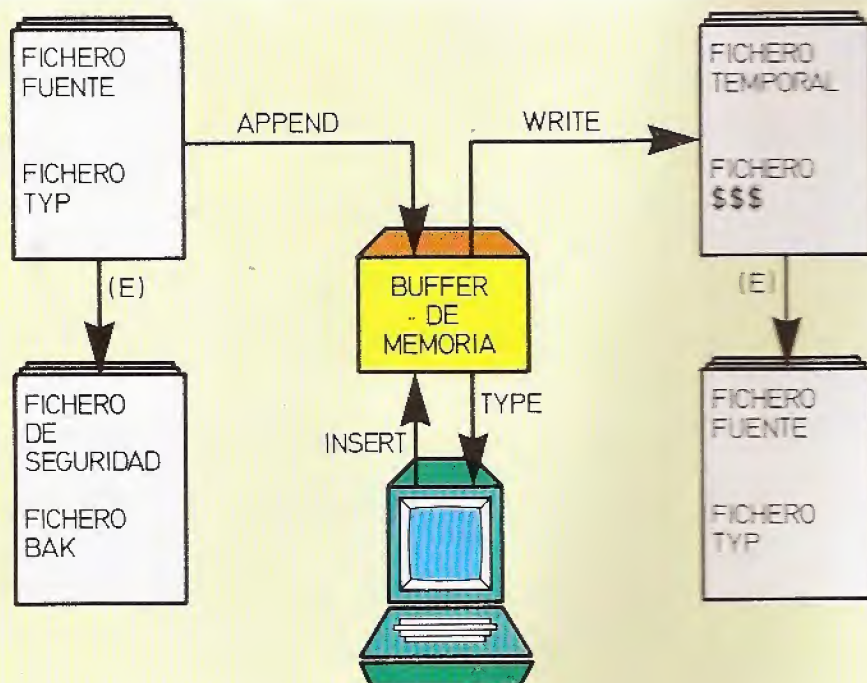 FICHERO
FUENTE
FICHERO
TYP
APPEND
WRITE
FICHERO
TEMPORAL
FICHERO
$$$
(E)
BUFFER
DE
MEMORIA
(E)
FICHERO
DE
SEGURIDAD
FICHERO
BAK
INSERT
TYPE
FICHERO
FUENTE
FICHERO
TYP